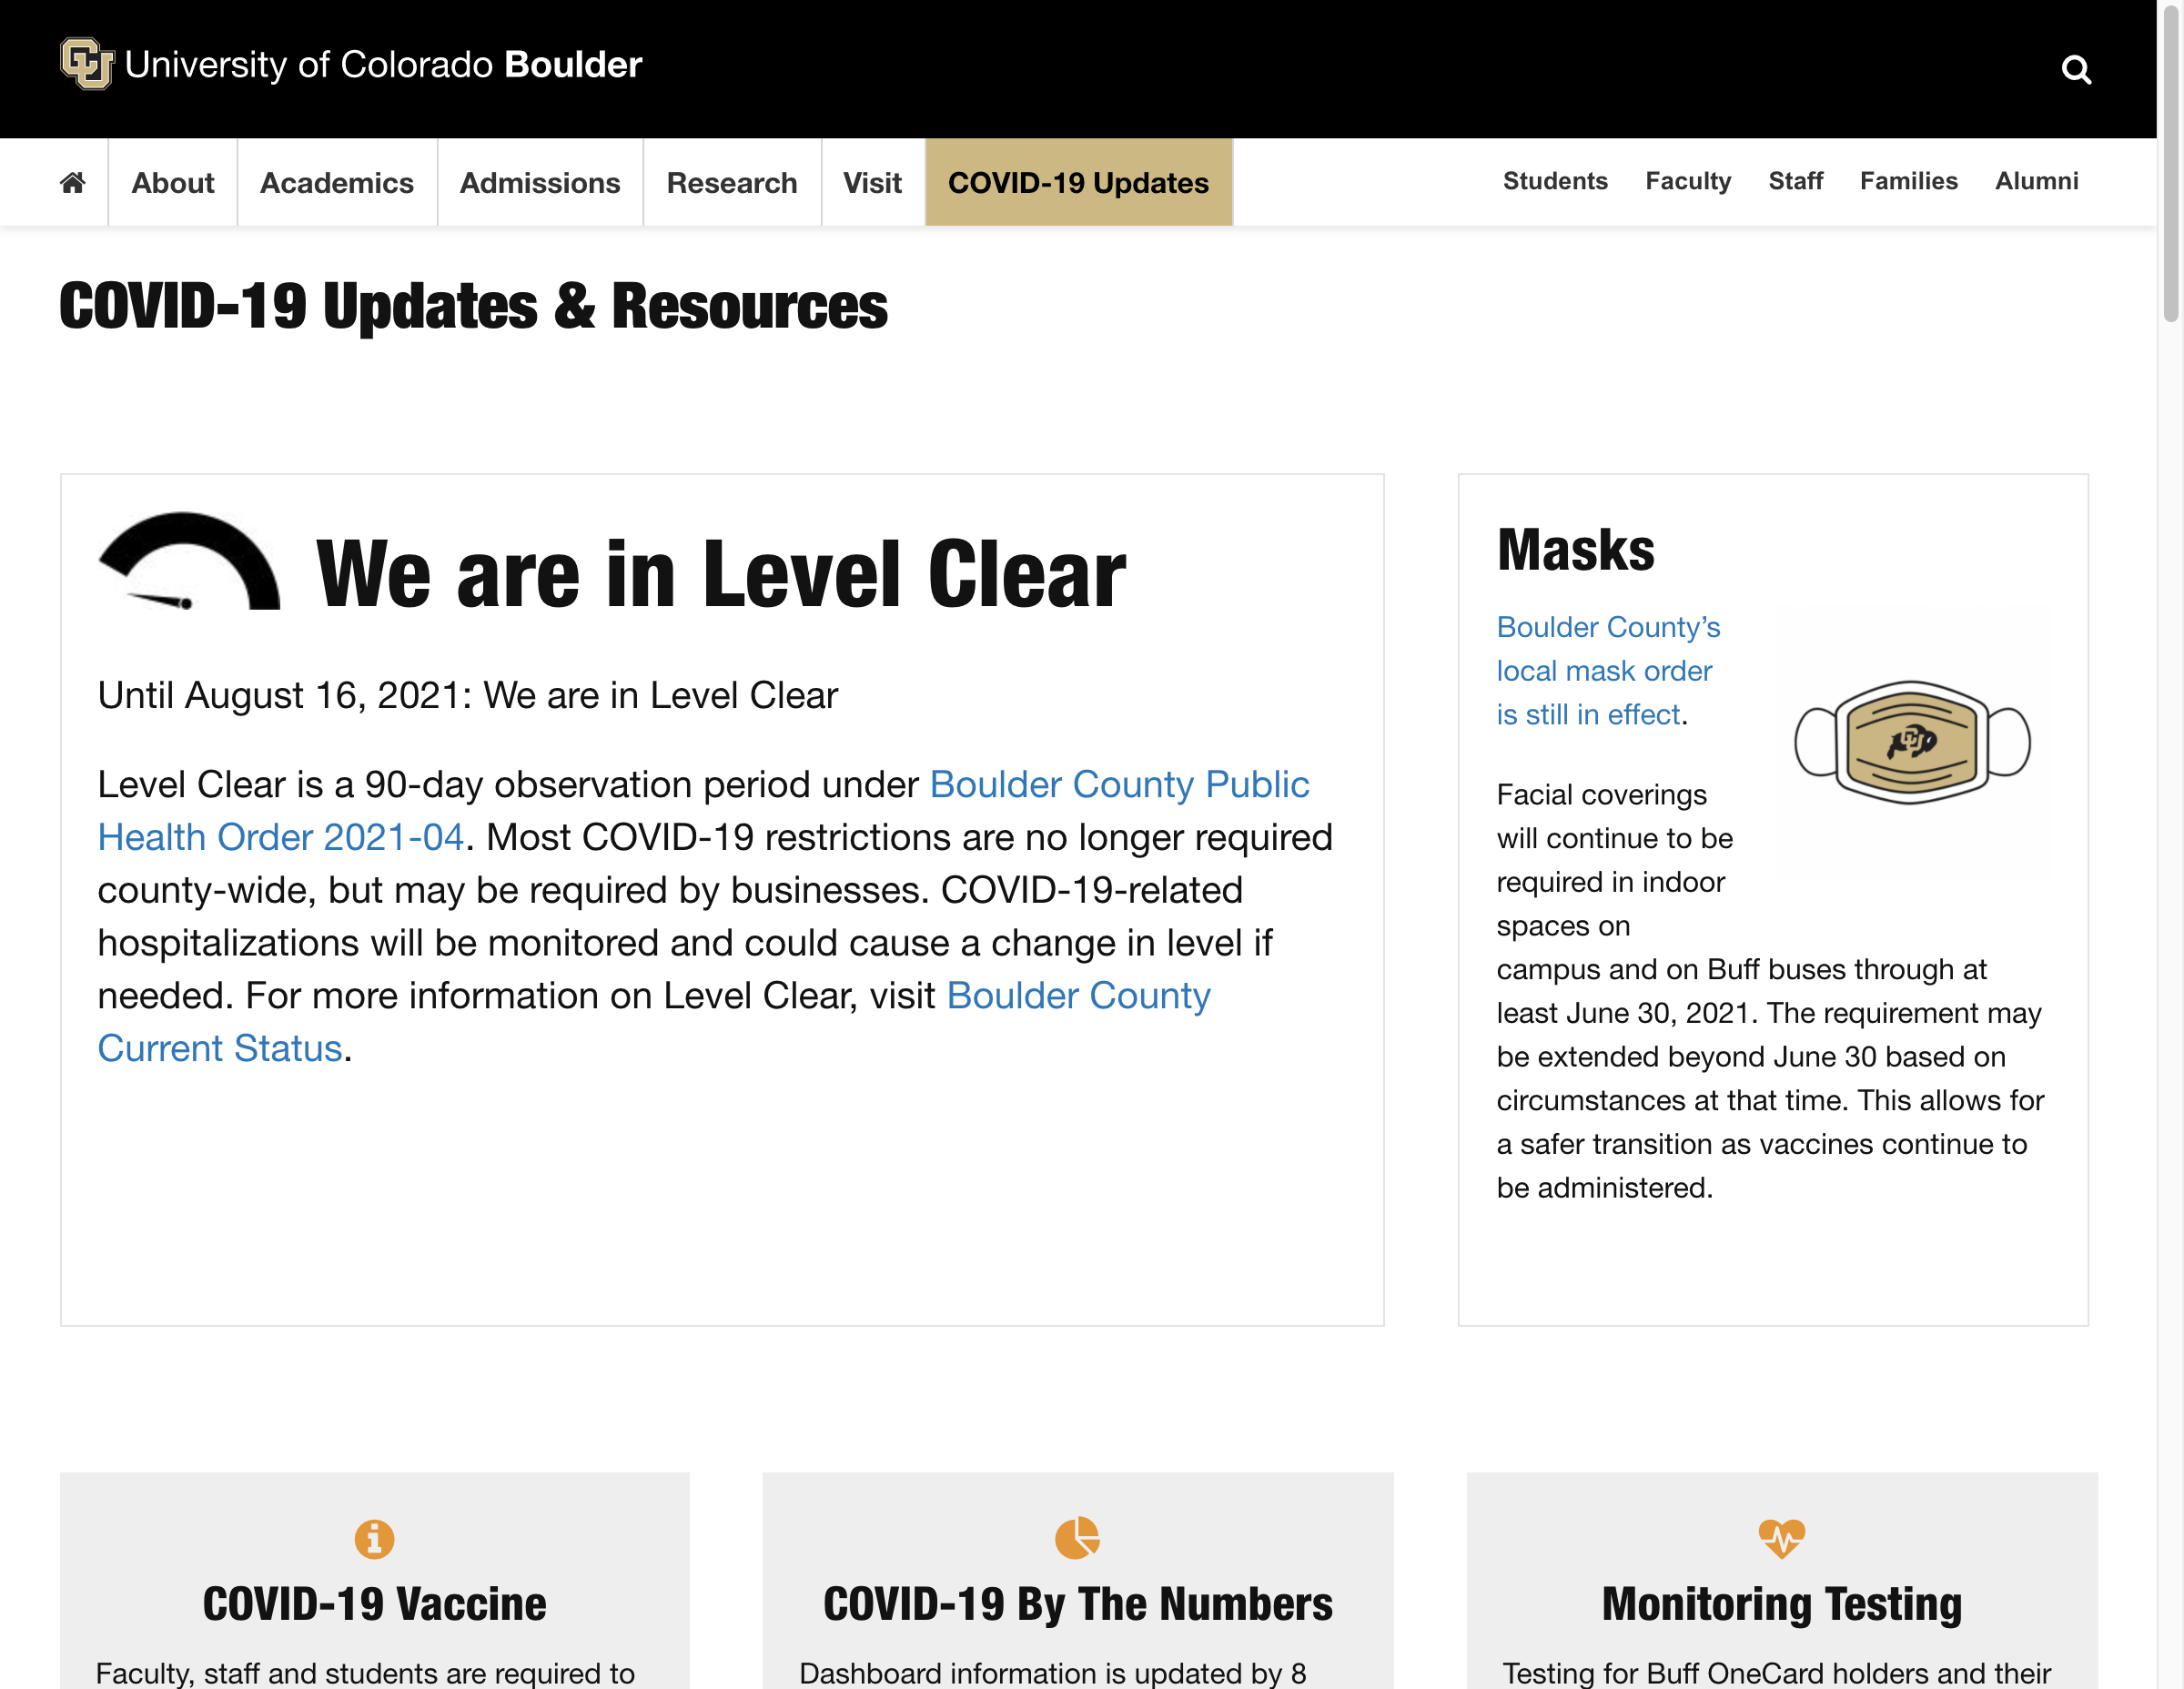 CU University of Colorado Boulder
About
Academics
Admissions
Research
Visit
COVID-19 Updates
Students
Faculty
Staff
Families
Alumni
COVID-19 Updates & Resources
We are in Level Clear
Until August 16, 2021: We are in Level Clear
Level Clear is a 90-day observation period under Boulder County Public
Health Order 2021-04. Most COVID-19 restrictions are no longer required
county-wide, but may be required by businesses. COVID-19-related
hospitalizations will be monitored and could cause a change in level if
needed. For more information on Level Clear, visit Boulder County
Current Status.
Masks
Boulder County’s
local mask order
is still in effect.
CU
Facial coverings
will continue to be
required in indoor
spaces on
campus and on Buff buses through at
least June 30, 2021. The requirement may
be extended beyond June 30 based on
circumstances at that time. This allows for
a safer transition as vaccines continue to
be administered.
COVID-19 Vaccine
Faculty, staff and students are required to
COVID-19 By The Numbers
Dashboard information is updated by 8
Monitoring Testing
Testing for Buff OneCard holders and their